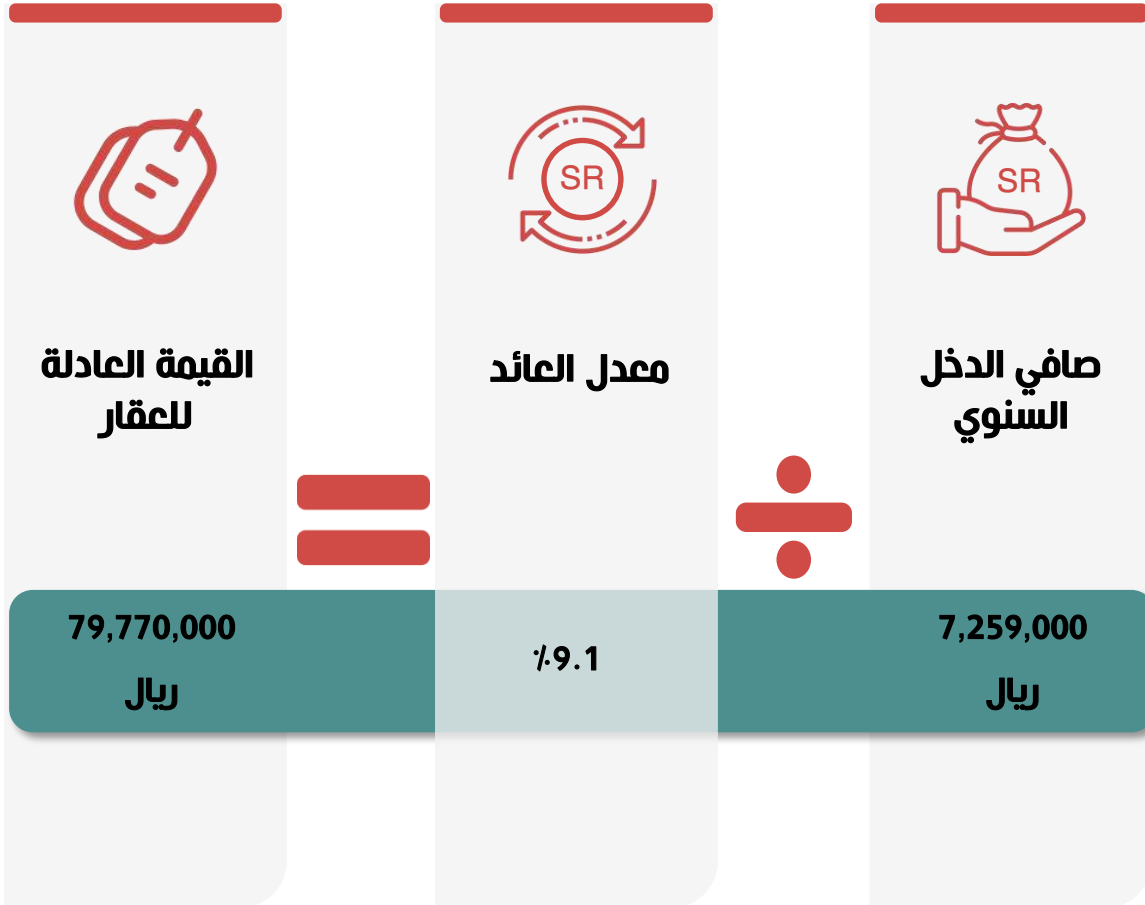 SR
صافي الدخل
السنوي
7,259,000
ريال
SR
معدل العائد
٪9.1
القيمة العادلة
للعقار
79,770,000
ريال